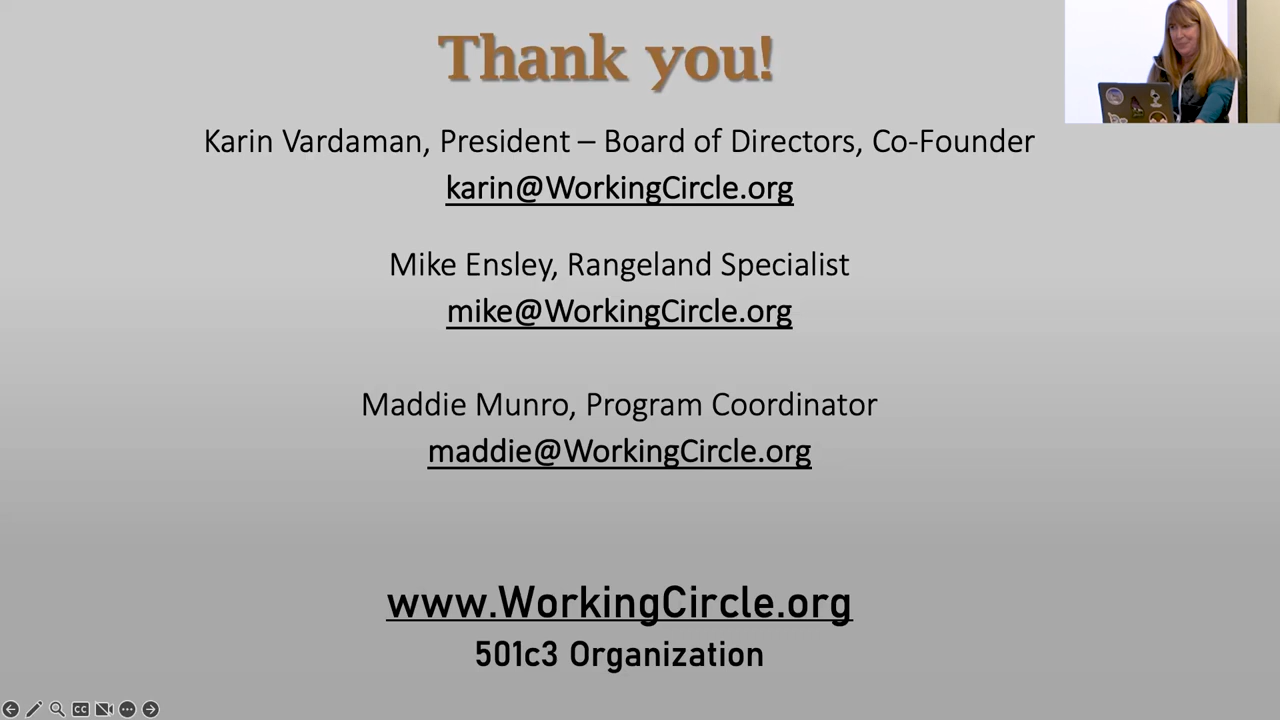 Thank you!
Karin Vardaman, President – Board of Directors, Co-Founder
karin@WorkingCircle.org
Mike Ensley, Rangeland Specialist
mike@WorkingCircle.org
Maddie Munro, Program Coordinator
maddie@WorkingCircle.org
www.WorkingCircle.org
501c3 Organization
CC